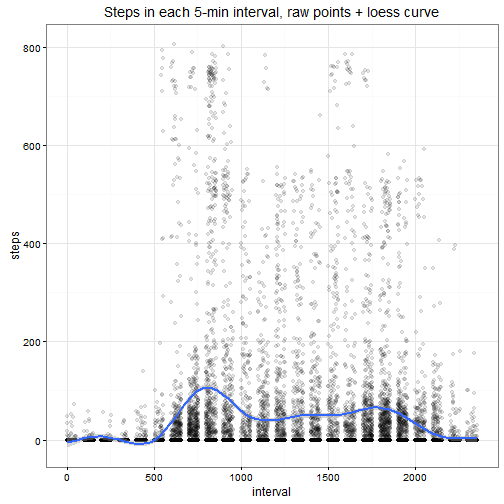 Steps in each 5-min interval, raw points + loess curve
800
600
400
200
0
steps
0 500 1000 1500 2000
interval